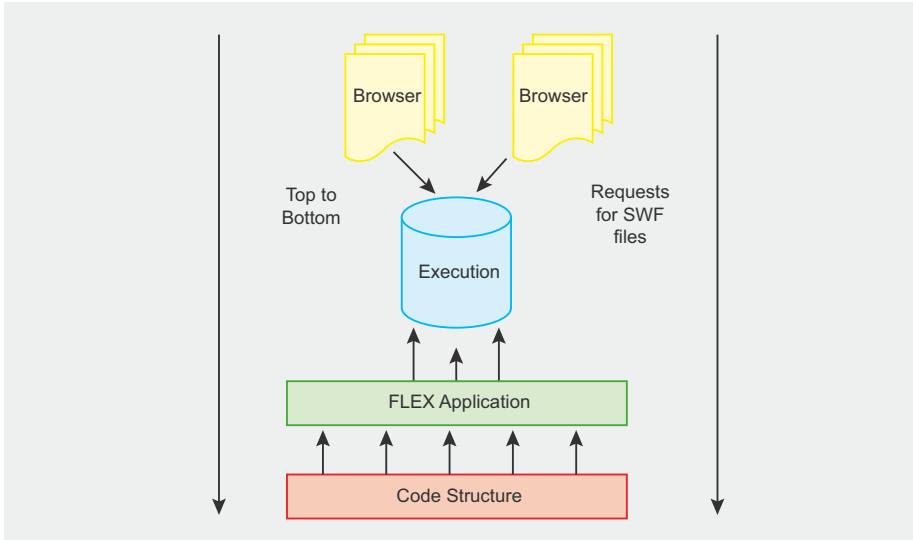 Browser
Browser
Top to
Bottom
Requests
for SWF
files
Execution
FLEX Application
Code Structure